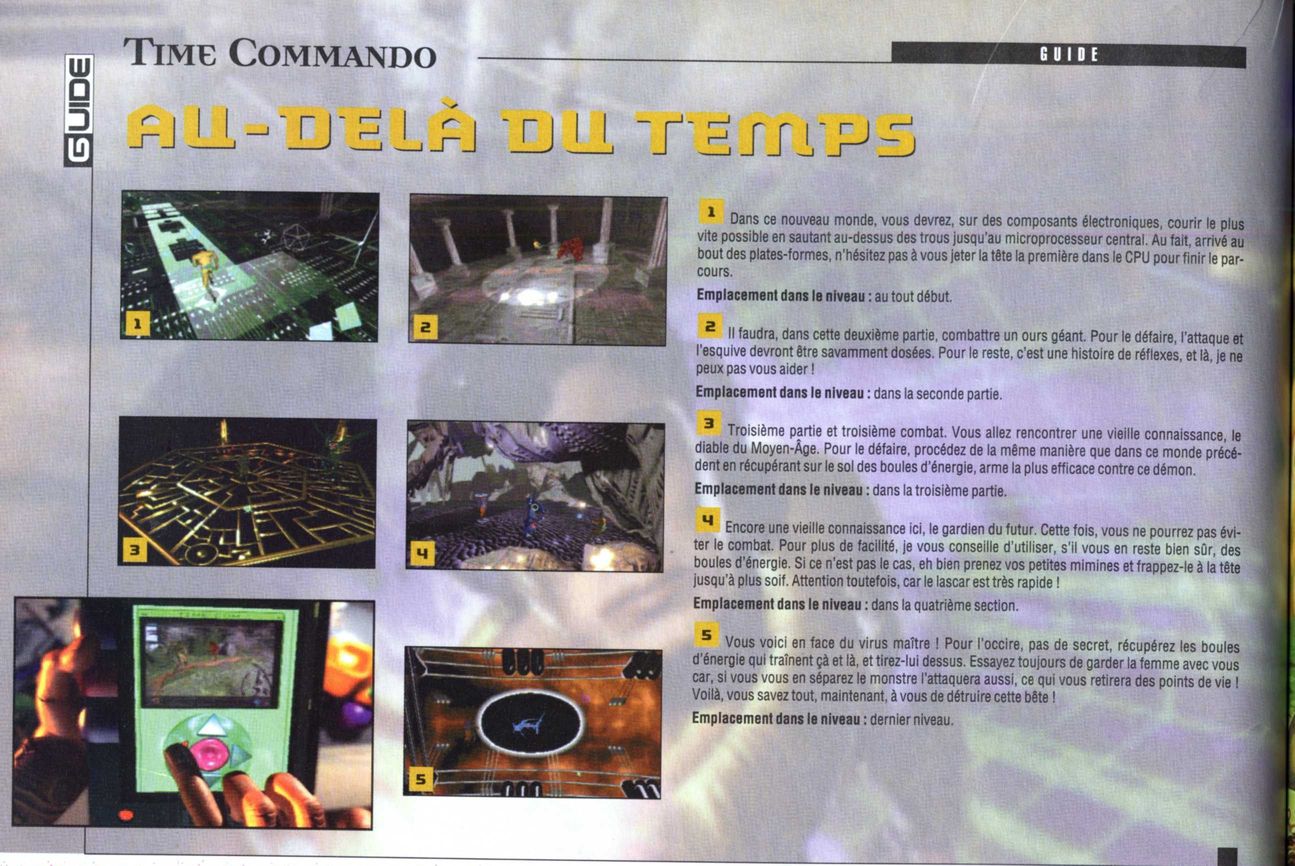 TIME COMMANDO
GUIDE
GUIDE
AU-DELÀ DU TEMPS
1
2
3
4
5
1 Dans ce nouveau monde, vous devrez, sur des composants électroniques, courir le plus
vite possible en sautant au-dessus des trous jusqu'au microprocesseur central. Au fait, arrivé au
bout des plates-formes, n'hésitez pas à vous jeter la tête la première dans le CPU pour finir le par-
cours.
Emplacement dans le niveau : au tout début.
2 Il faudra, dans cette deuxième partie, combattre un ours géant. Pour le défaire, l'attaque et
l'esquive devront être savamment dosées. Pour le reste, c'est une histoire de réflexes, et là, je ne
peux pas vous aider !
Emplacement dans le niveau : dans la seconde partie.
3 Troisième partie et troisième combat. Vous allez rencontrer une vieille connaissance, le
diable du Moyen-Âge. Pour le défaire, procédez de la même manière que dans ce monde précé-
dent en récupérant sur le sol des boules d'énergie, arme la plus efficace contre ce démon.
Emplacement dans le niveau : dans la troisième partie.
4 Encore une vieille connaissance ici, le gardien du futur. Cette fois, vous ne pourrez pas évi-
ter le combat. Pour plus de facilité, je vous conseille d'utiliser, s'il vous en reste bien sûr, des
boules d'énergie. Si ce n'est pas le cas, eh bien prenez vos petites mimines et frappez-le à la tête
jusqu'à plus soif. Attention toutefois, car le lascar est très rapide !
Emplacement dans le niveau : dans la quatrième section.
5 Vous voici en face du virus maître ! Pour l'occire, pas de secret, récupérez les boules
d'énergie qui traînent çà et là, et tirez-lui dessus. Essayez toujours de garder la femme avec vous
car, si vous vous en séparez le monstre l'attaquera aussi, ce qui vous retirera des points de vie !
Voilà, vous savez tout, maintenant, à vous de détruire cette bête !
Emplacement dans le niveau : dernier niveau.